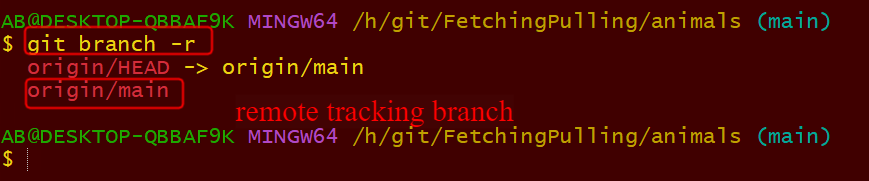 AB@DESKTOP-QBBAF9K MINGW64 /h/git/FetchingPulling/animals (main)
$ git branch -r
origin/HEAD -> origin/main
origin/main
remote tracking branch
AB@DESKTOP-QBBAF9K MINGW64 /h/git/FetchingPulling/animals (main)
$